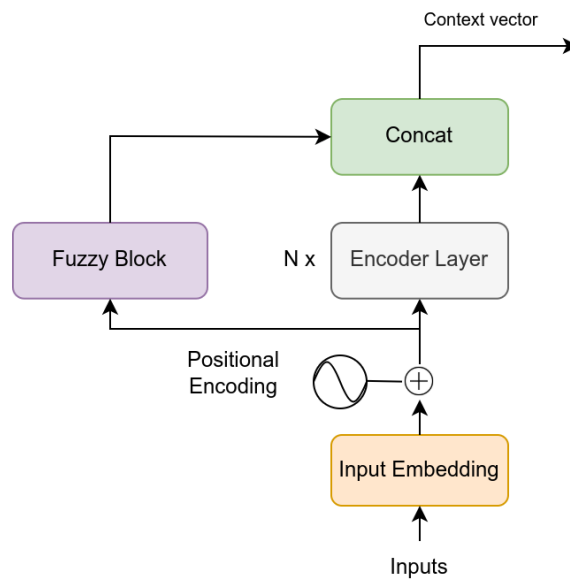 Context vector
Concat
Fuzzy Block
N x
Encoder Layer
Positional
Encoding
Input Embedding
Inputs